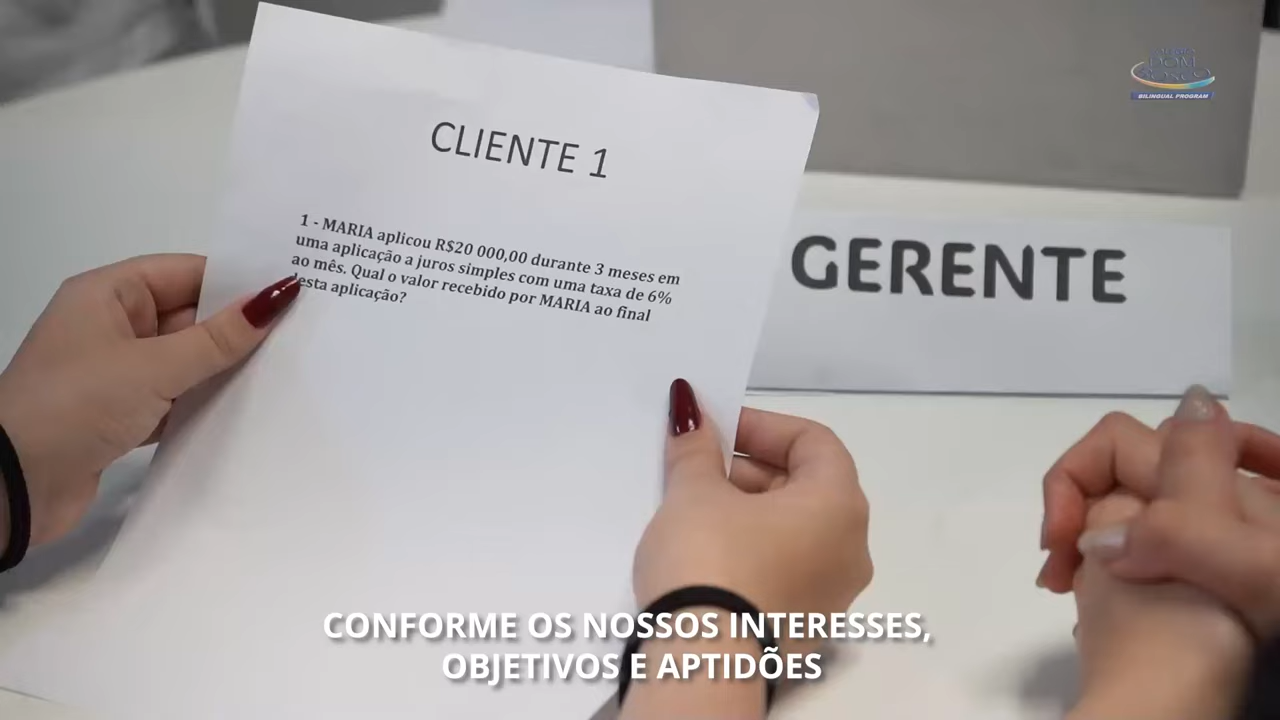 DOM
BOSCO
BILINGUAL PROGRAM
CLIENTE 1
1 - MARIA aplicou R$20 000,00 durante 3 meses em
uma aplicação a juros simples com uma taxa de 6%
ao mês. Qual o valor recebido por MARIA ao final
desta aplicação?
GERENTE
CONFORME OS NOSSOS INTERESSES,
OBJETIVOS E APTIDÕES